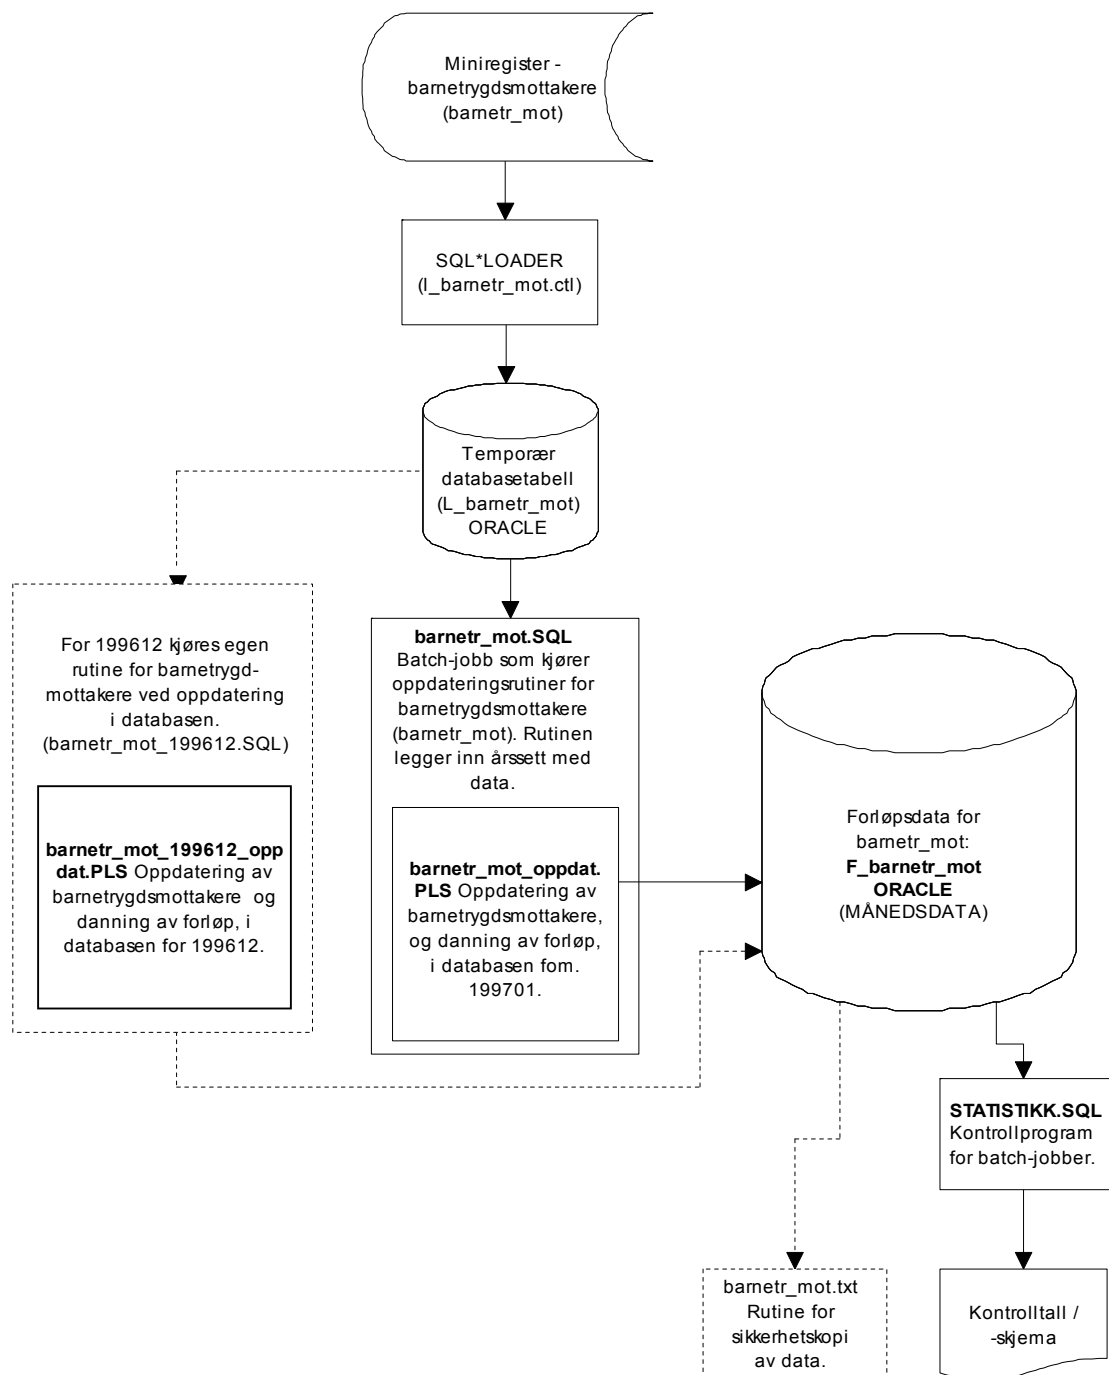 Miniregister -
barnetrygdsmottakere
(barnetr_mot)
SQL*LOADER
(l_barnetr_mot.ctl)
Temporær
databasetabell
(L_barnetr_mot)
ORACLE
For 199612 kjøres egen
rutine for barnetrygd-
mottakere ved oppdatering
i databasen.
(barnetr_mot_199612.SQL)
barnetr_mot_199612_opp
dat.PLS Oppdatering av
barnetrygdsmottakere og
danning av forløp, i
databasen for 199612.
barnetr_mot.SQL
Batch-jobb som kjører
oppdateringsrutiner for
barnetrygdsmottakere
(barnetr_mot). Rutinen
legger inn årssett med
data.
barnetr_mot_oppdat.
PLS Oppdatering av
barnetrygdsmottakere,
og danning av forløp,
i databasen fom.
199701.
Forløpsdata for
barnetr_mot:
F_barnetr_mot
ORACLE
(MÅNEDSDATA)
STATISTIKK.SQL
Kontrollprogram
for batch-jobber.
barnetr_mot.txt
Rutine for
sikkerhetskopi
av data.
Kontrolltall /
-skjema